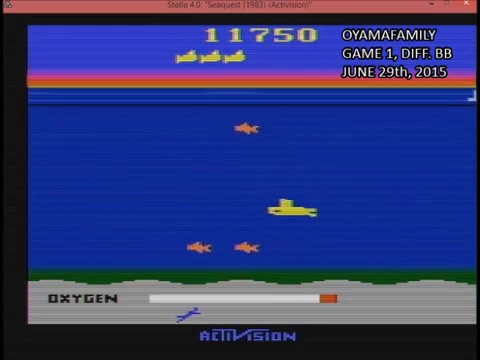 Stella 4.0: "Seaquest (1983) (Activision)"
11750
OYAMAFAMILY
GAME 1, DIFF. BB
JUNE 29th, 2015
OXYGEN
ACTIVISION